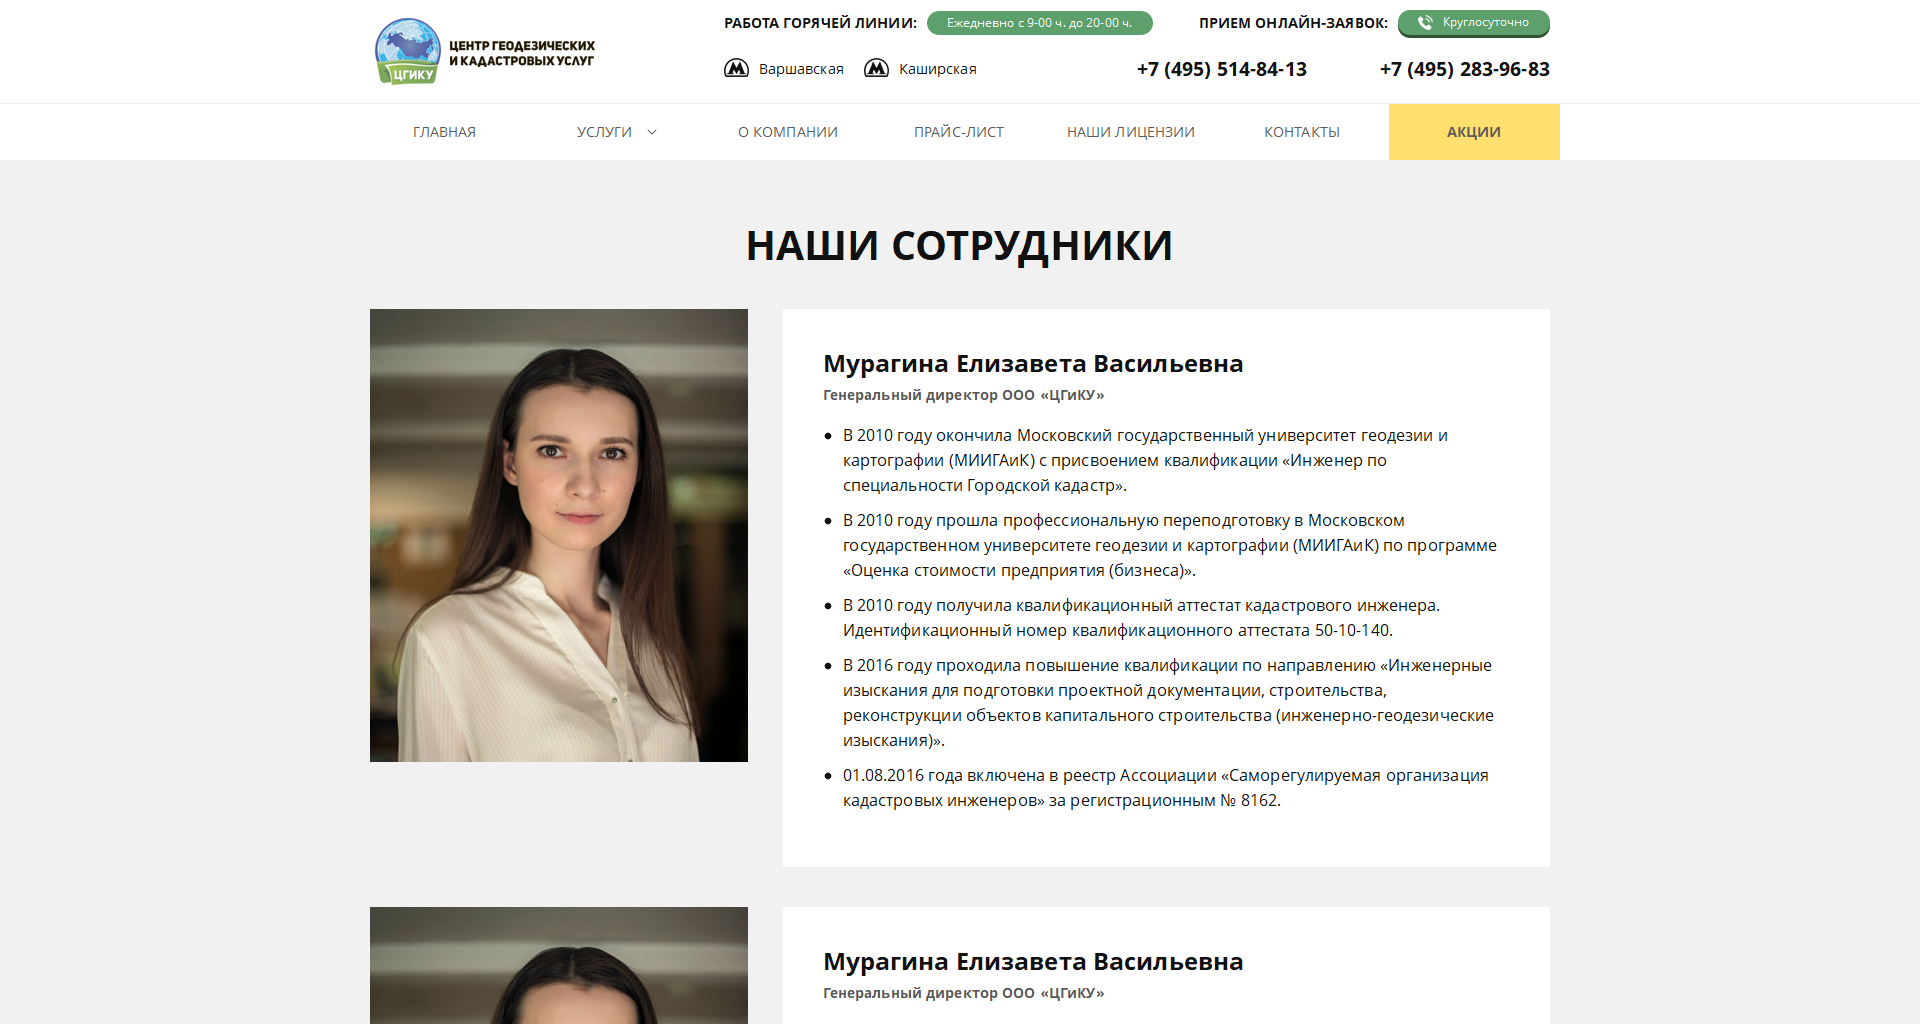 ЦЕНТР ГЕОДЕЗИЧЕСКИХ
И КАДАСТРОВЫХ УСЛУГ
ЦГИКУ
РАБОТА ГОРЯЧЕЙ ЛИНИИ: Ежедневно с 9-00 ч. до 20-00 ч.
ПРИЕМ ОНЛАЙН-ЗАЯВОК: Круглосуточно
Варшавская Каширская +7 (495) 514-84-13 +7 (495) 283-96-83
ГЛАВНАЯ УСЛУГИ О КОМПАНИИ ПРАЙС-ЛИСТ НАШИ ЛИЦЕНЗИИ КОНТАКТЫ АКЦИИ
НАШИ СОТРУДНИКИ
Мурагина Елизавета Васильевна
Генеральный директор ООО «ЦГиКУ»
В 2010 году окончила Московский государственный университет геодезии и
картографии (МИИГАиК) с присвоением квалификации «Инженер по
специальности Городской кадастр».
В 2010 году прошла профессиональную переподготовку в Московском
государственном университете геодезии и картографии (МИИГАиК) по программе
«Оценка стоимости предприятия (бизнеса)».
В 2010 году получила квалификационный аттестат кадастрового инженера.
Идентификационный номер квалификационного аттестата 50-10-140.
В 2016 году проходила повышение квалификации по направлению «Инженерные
изыскания для подготовки проектной документации, строительства,
реконструкции объектов капитального строительства (инженерно-геодезические
изыскания)».
01.08.2016 года включена в реестр Ассоциации «Саморегулируемая организация
кадастровых инженеров» за регистрационным № 8162.
Мурагина Елизавета Васильевна
Генеральный директор ООО «ЦГиКУ»